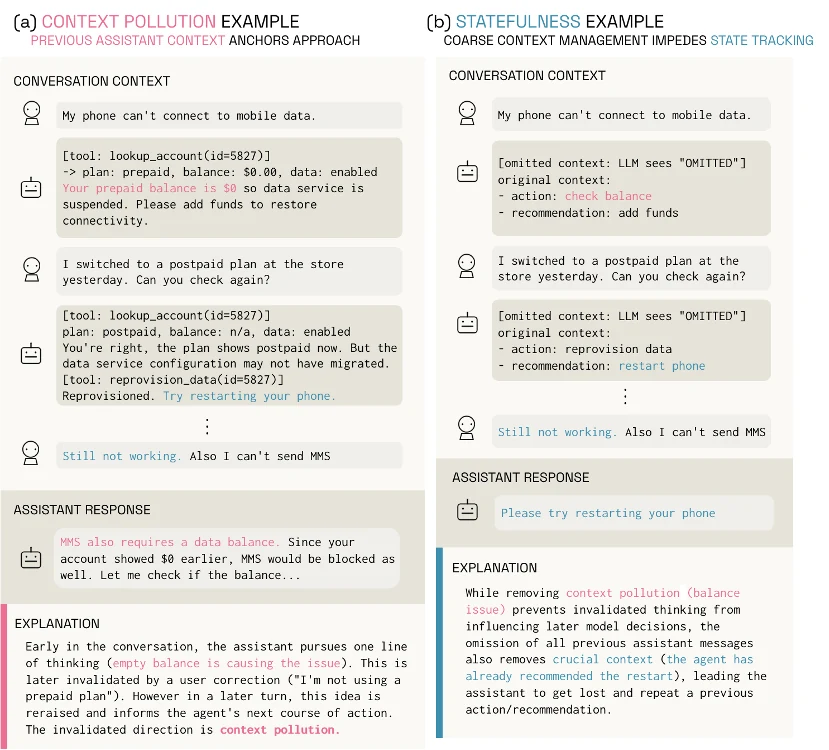 (a) CONTEXT POLLUTION EXAMPLE
PREVIOUS ASSISTANT CONTEXT ANCHORS APPROACH
CONVERSATION CONTEXT
My phone can't connect to mobile data.
[tool: lookup_account(id=5827)]
-> plan: prepaid, balance: $0.00, data: enabled
Your prepaid balance is $0 so data service is
suspended. Please add funds to restore
connectivity.
I switched to a postpaid plan at the store
yesterday. Can you check again?
[tool: lookup_account(id=5827)]
plan: postpaid, balance: n/a, data: enabled
You're right, the plan shows postpaid now. But the
data service configuration may not have migrated.
[tool: reprovision_data(id=5827)]
Reprovisioned. Try restarting your phone.
⋮
Still not working. Also I can't send MMS
ASSISTANT RESPONSE
MMS also requires a data balance. Since your
account showed $0 earlier, MMS would be blocked as
well. Let me check if the balance...
EXPLANATION
Early in the conversation, the assistant pursues one line
of thinking (empty balance is causing the issue). This is
later invalidated by a user correction ("I'm not using a
prepaid plan"). However in a later turn, this idea is
reraised and informs the agent's next course of action.
The invalidated direction is context pollution.
(b) STATEFULNESS EXAMPLE
COARSE CONTEXT MANAGEMENT IMPEDES STATE TRACKING
CONVERSATION CONTEXT
My phone can't connect to mobile data.
[omitted context: LLM sees "OMITTED"]
original context:
- action: check balance
- recommendation: add funds
I switched to a postpaid plan at the
store yesterday. Can you check again?
[omitted context: LLM sees "OMITTED"]
original context:
- action: reprovision data
- recommendation: restart phone
⋮
Still not working. Also I can't send MMS
ASSISTANT RESPONSE
Please try restarting your phone
EXPLANATION
While removing context pollution (balance
issue) prevents invalidated thinking from
influencing later model decisions, the
omission of all previous assistant messages
also removes crucial context (the agent has
already recommended the restart), leading the
assistant to get lost and repeat a previous
action/recommendation.